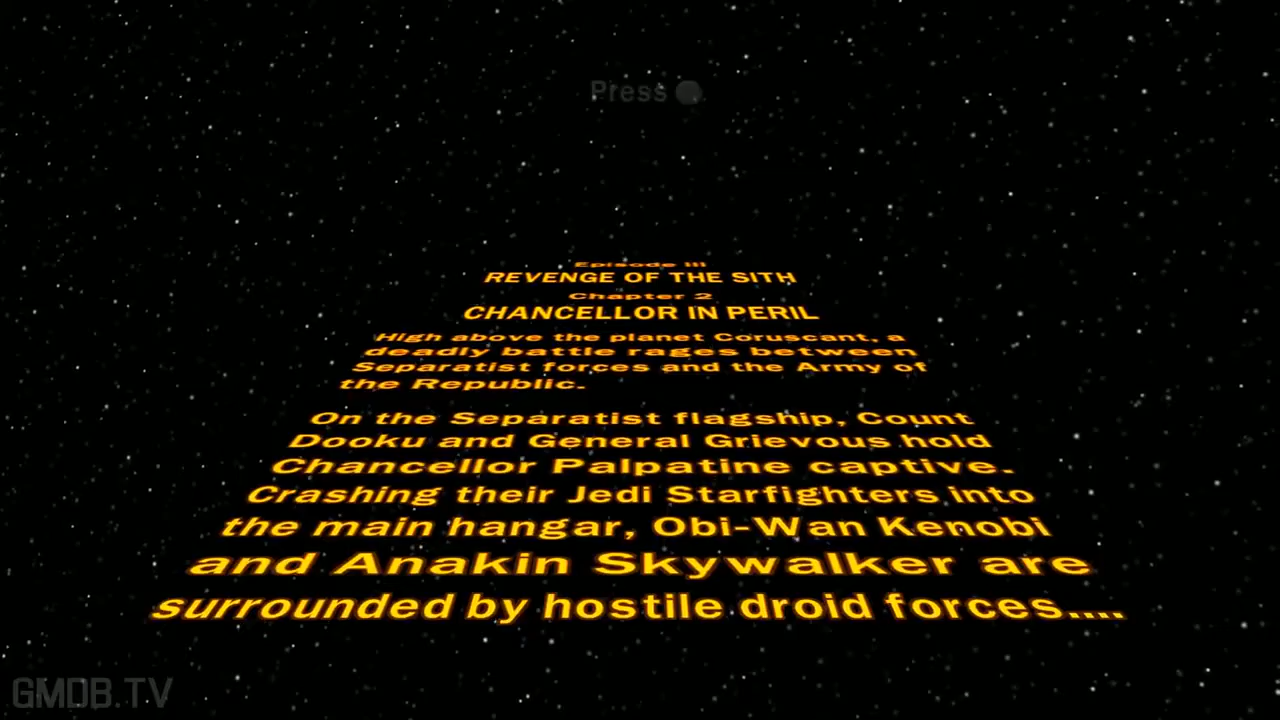 Press
Episode III
REVENGE OF THE SITH
Chapter 2
CHANCELLOR IN PERIL
High above the planet Coruscant, a
deadly battle rages between
Separatist forces and the Army of
the Republic.
On the Separatist flagship, Count
Dooku and General Grievous hold
Chancellor Palpatine captive.
Crashing their Jedi Starfighters into
the main hangar, Obi-Wan Kenobi
and Anakin Skywalker are
surrounded by hostile droid forces....
GMDB.TV